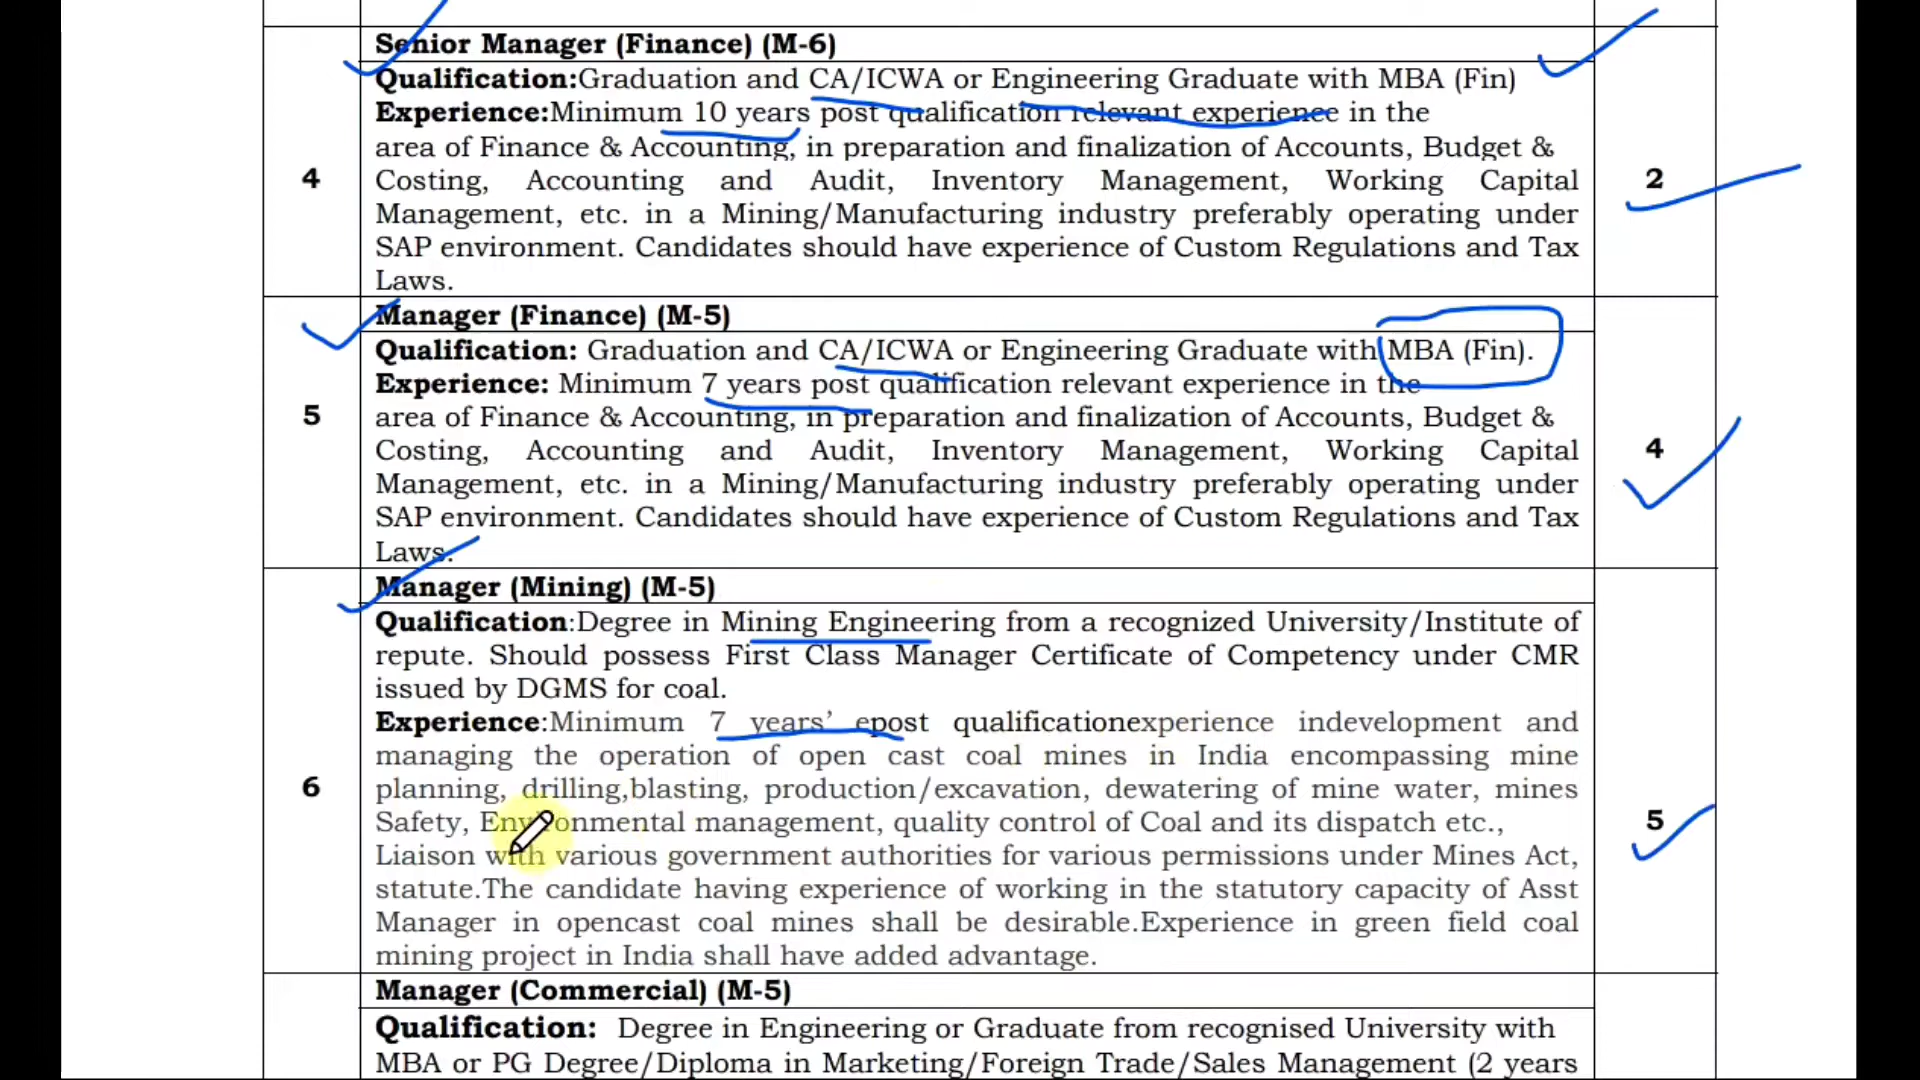 Senior Manager (Finance) (M-6)
Qualification:Graduation and CA/ICWA or Engineering Graduate with MBA (Fin)
Experience:Minimum 10 years post qualification relevant experience in the
area of Finance & Accounting, in preparation and finalization of Accounts, Budget &
4
Costing, Accounting and Audit, Inventory Management, Working Capital
2
Management, etc. in a Mining/Manufacturing industry preferably operating under
SAP environment. Candidates should have experience of Custom Regulations and Tax
Laws.
Manager (Finance) (M-5)
Qualification: Graduation and CA/ICWA or Engineering Graduate with MBA (Fin).
Experience: Minimum 7 years post qualification relevant experience in the
5
area of Finance & Accounting, in preparation and finalization of Accounts, Budget &
Costing, Accounting and Audit, Inventory Management, Working Capital
4
Management, etc. in a Mining/Manufacturing industry preferably operating under
SAP environment. Candidates should have experience of Custom Regulations and Tax
Laws.
Manager (Mining) (M-5)
Qualification:Degree in Mining Engineering from a recognized University/Institute of
repute. Should possess First Class Manager Certificate of Competency under CMR
issued by DGMS for coal.
Experience:Minimum 7 years’ epost qualificationexperience indevelopment and
managing the operation of open cast coal mines in India encompassing mine
6
planning, drilling,blasting, production/excavation, dewatering of mine water, mines
Safety, Environmental management, quality control of Coal and its dispatch etc.,
5
Liaison with various government authorities for various permissions under Mines Act,
statute.The candidate having experience of working in the statutory capacity of Asst
Manager in opencast coal mines shall be desirable.Experience in green field coal
mining project in India shall have added advantage.
Manager (Commercial) (M-5)
Qualification: Degree in Engineering or Graduate from recognised University with
MBA or PG Degree/Diploma in Marketing/Foreign Trade/Sales Management (2 years